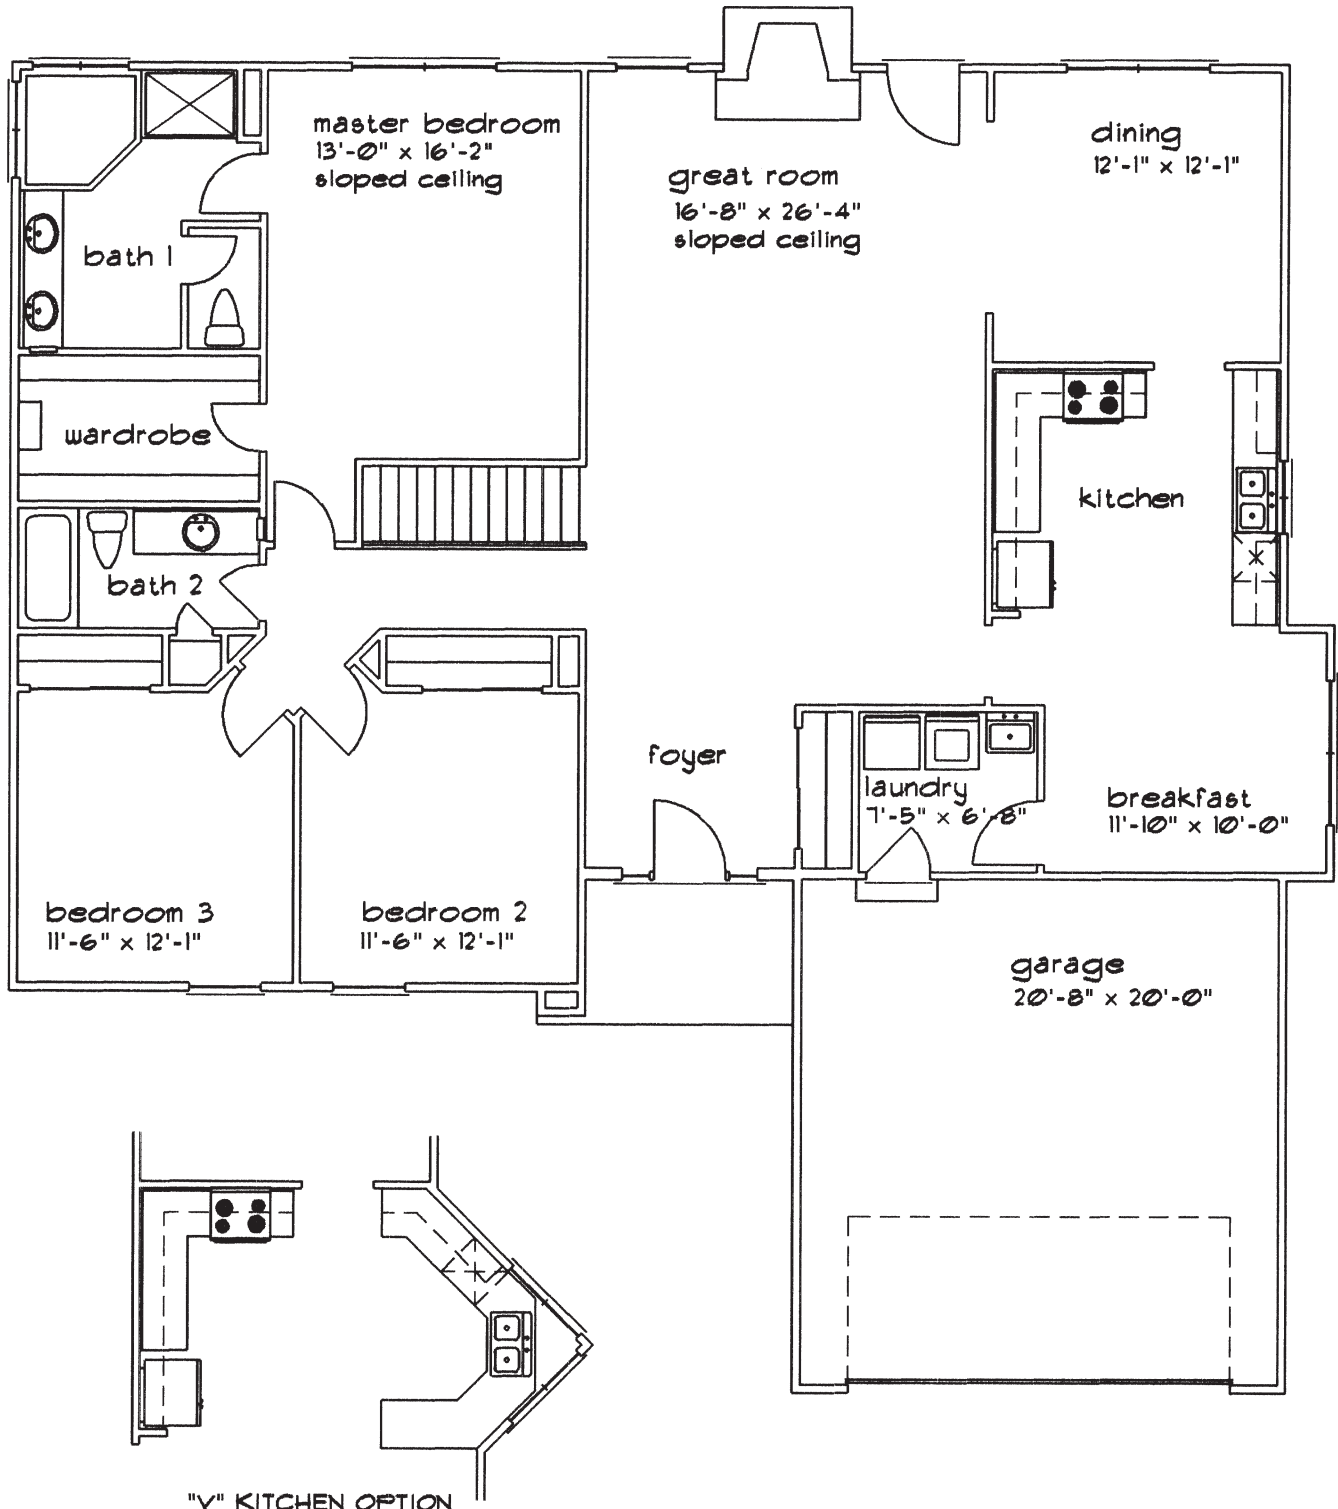 master bedroom
13'-0" x 16'-2"
sloped ceiling
great room
16'-8" x 26'-4"
sloped ceiling
dining
12'-1" x 12'-1"
bath 1
wardrobe
kitchen
bath 2
foyer
laundry
7'-5" x 6'-8"
breakfast
11'-10" x 10'-0"
bedroom 3
11'-6" x 12'-1"
bedroom 2
11'-6" x 12'-1"
garage
20'-8" x 20'-0"
"V" KITCHEN OPTION